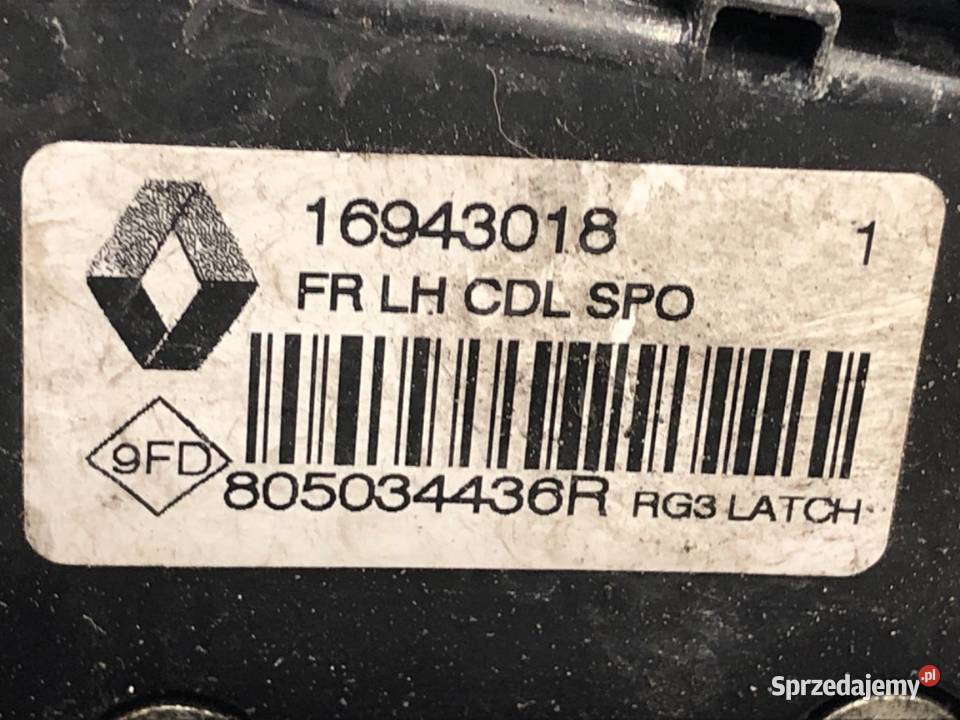 16943018 1
FR LH CDL SPO
9FD
805034436R RG3 LATCH
Sprzedajemy.pl